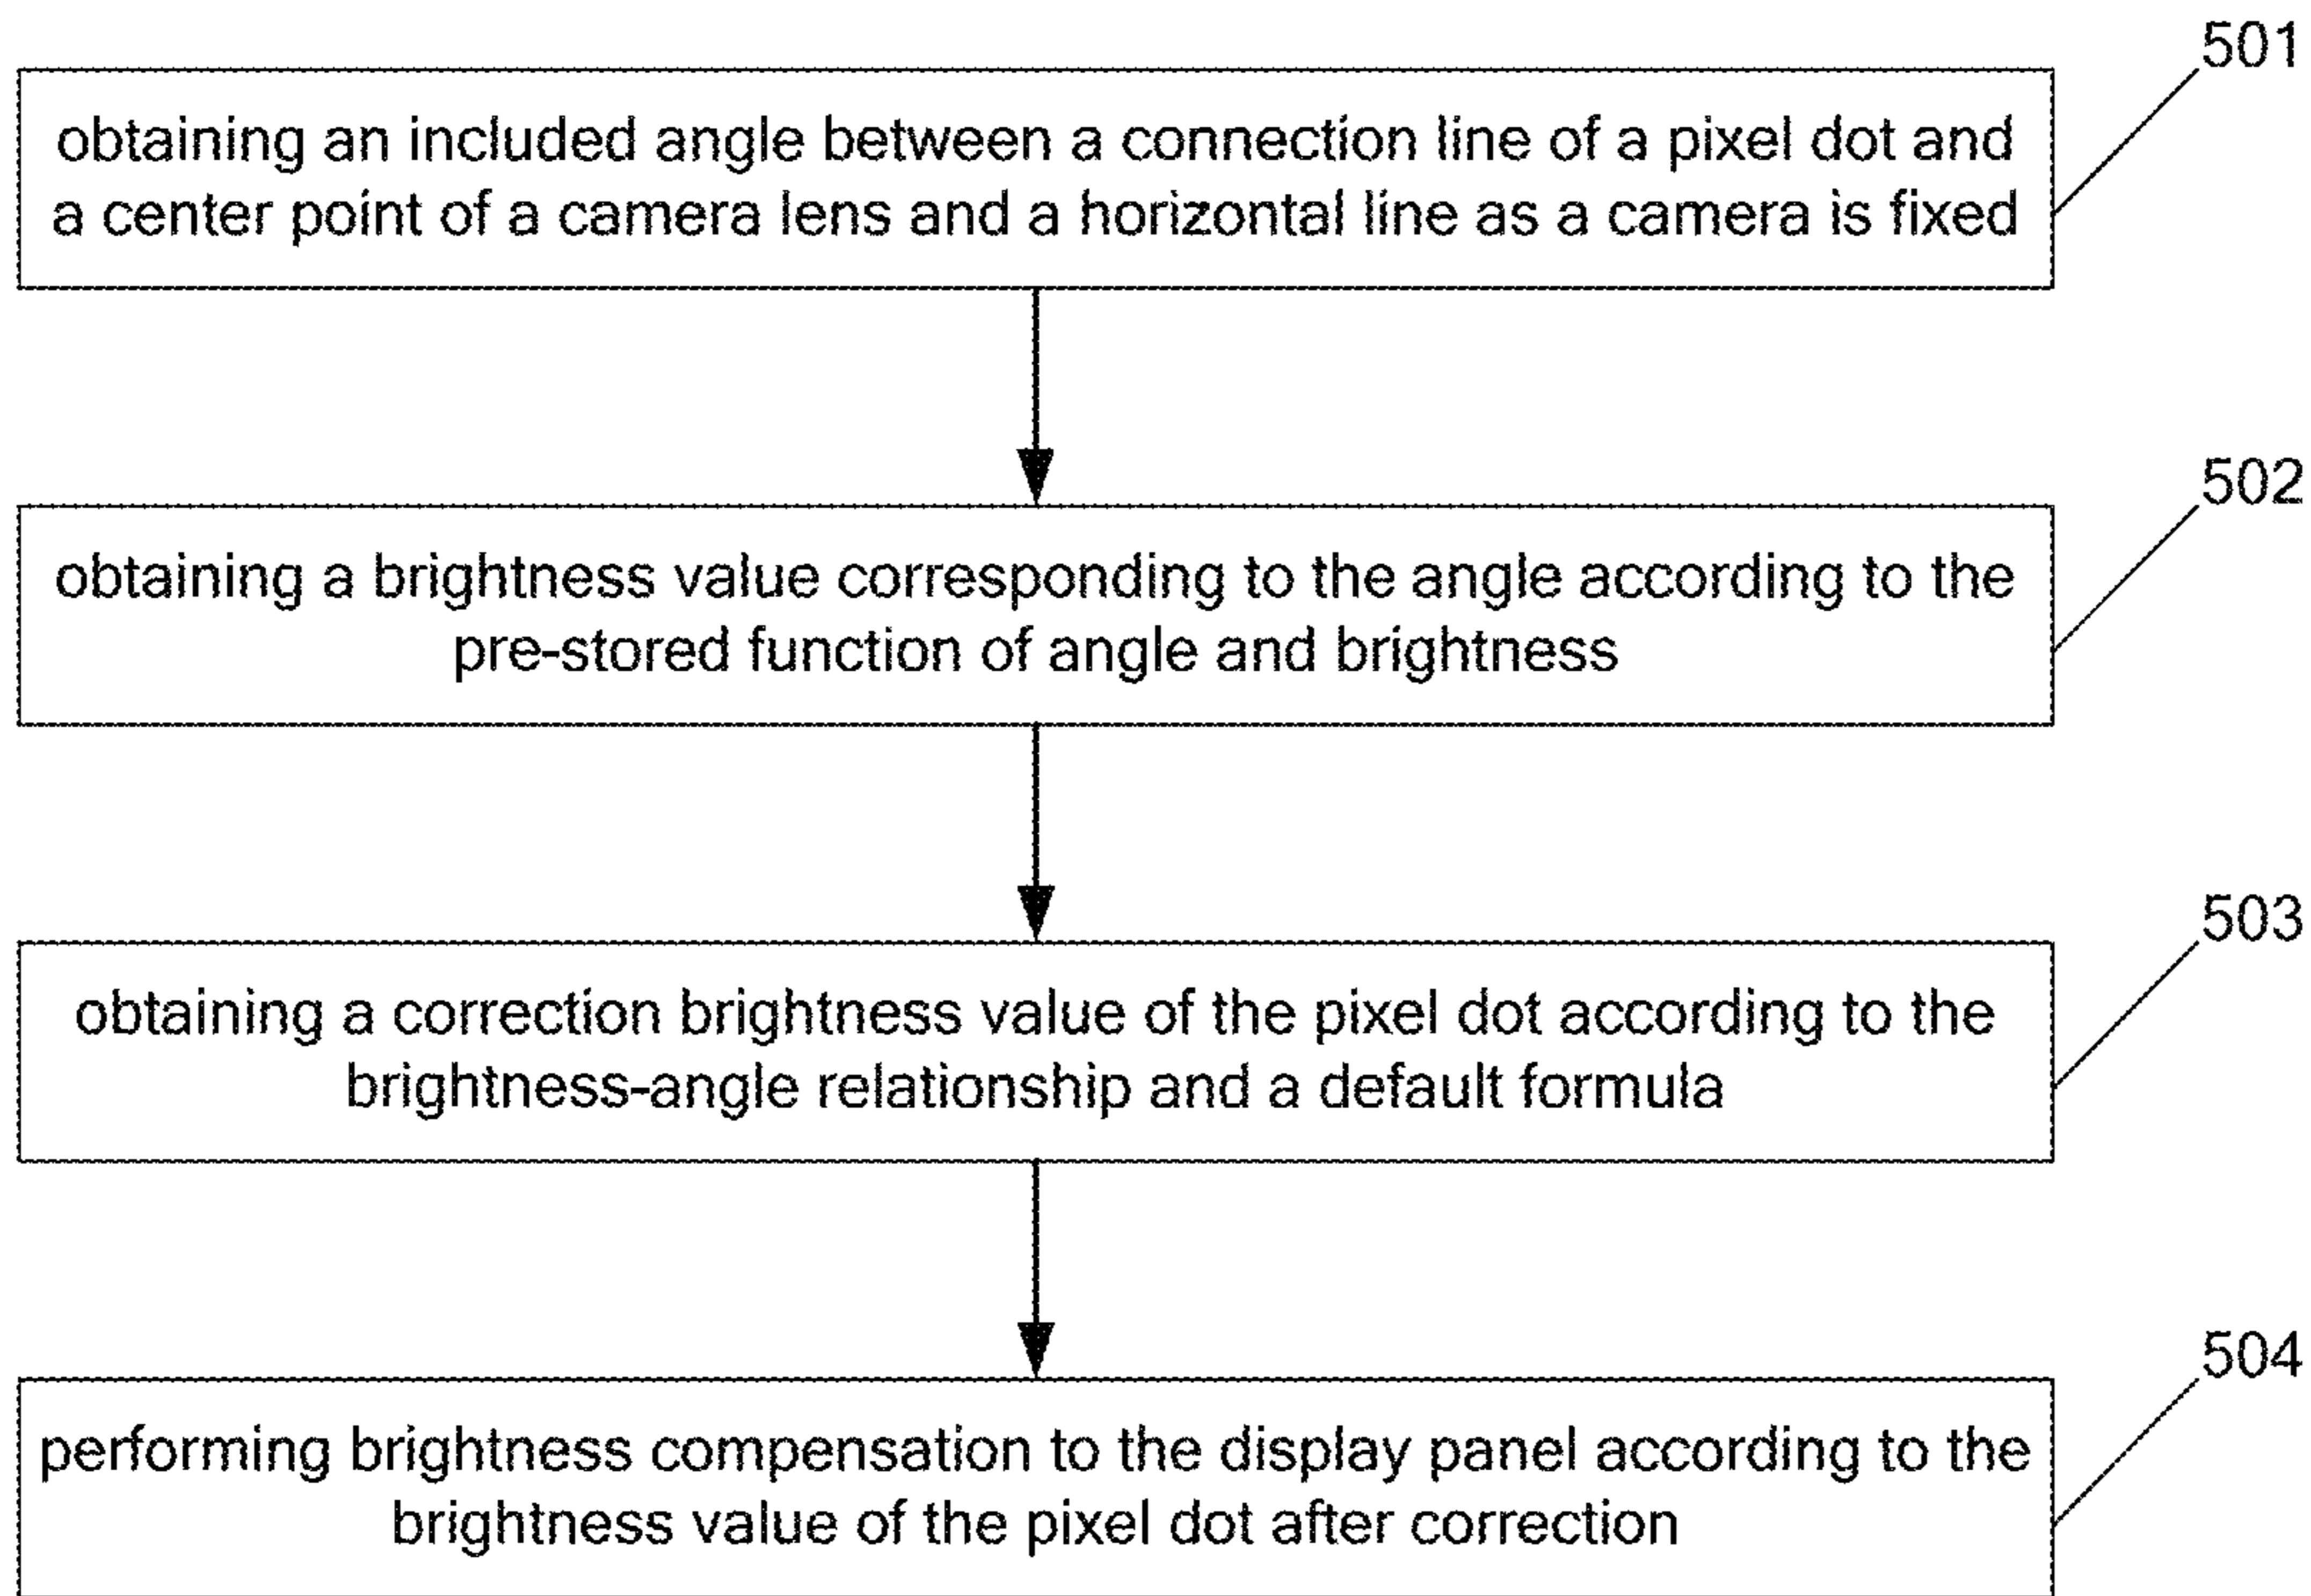 501
obtaining an included angle between a connection line of a pixel dot and
a center point of a camera lens and a horizontal line as a camera is fixed
502
obtaining a brightness value corresponding to the angle according to the
pre-stored function of angle and brightness
503
obtaining a correction brightness value of the pixel dot according to the
brightness-angle relationship and a default formula
504
performing brightness compensation to the display panel according to the
brightness value of the pixel dot after correction